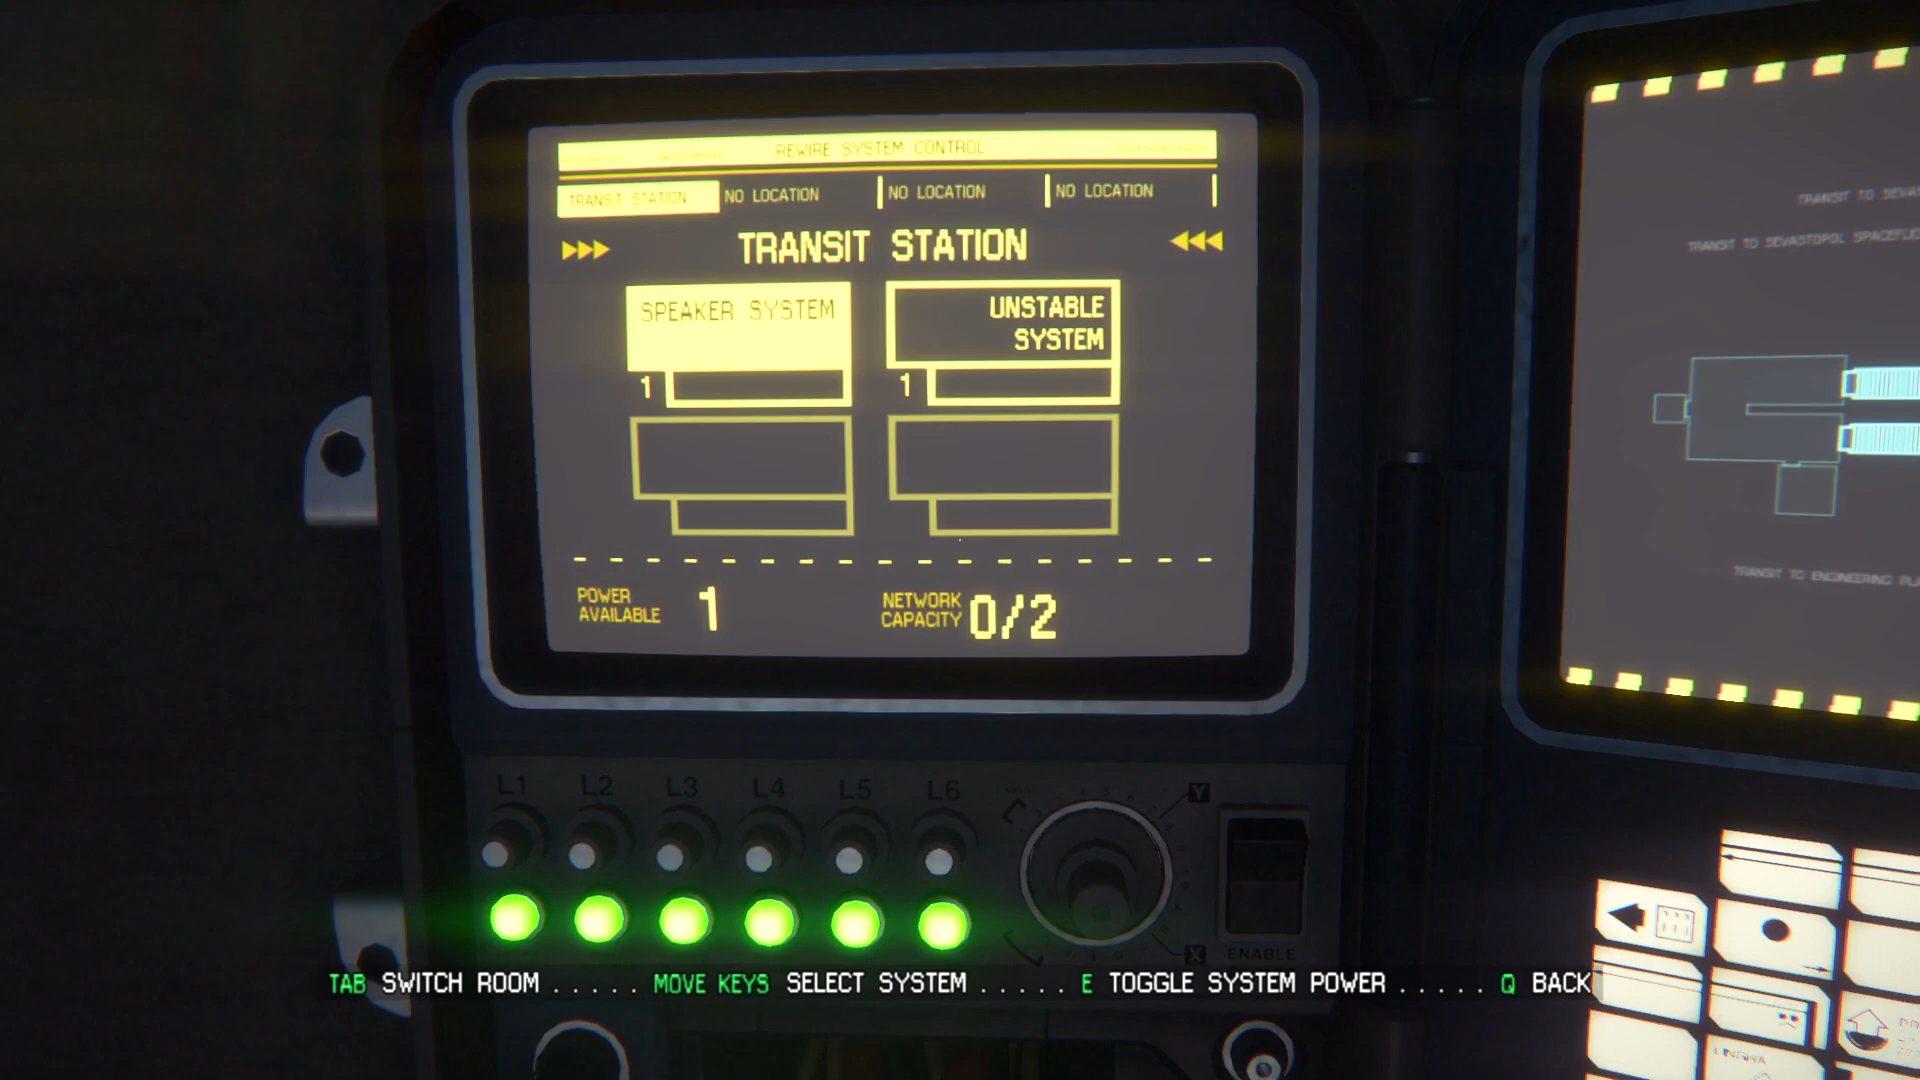 REWIRE SYSTEM CONTROL
TRANSIT STATION
NO LOCATION
NO LOCATION
NO LOCATION
TRANSIT STATION
SPEAKER SYSTEM
1
UNSTABLE
SYSTEM
1
POWER
AVAILABLE
1
NETWORK
CAPACITY
0/2
TRANSIT TO
TRANSIT TO SEVASTOPOL
TRANSIT TO ENGINEERING
L1 L2 L3 L4 L5 L6
Y
X
ENABLE
TAB SWITCH ROOM ..... MOVE KEYS SELECT SYSTEM ..... E TOGGLE SYSTEM POWER ..... Q BACK